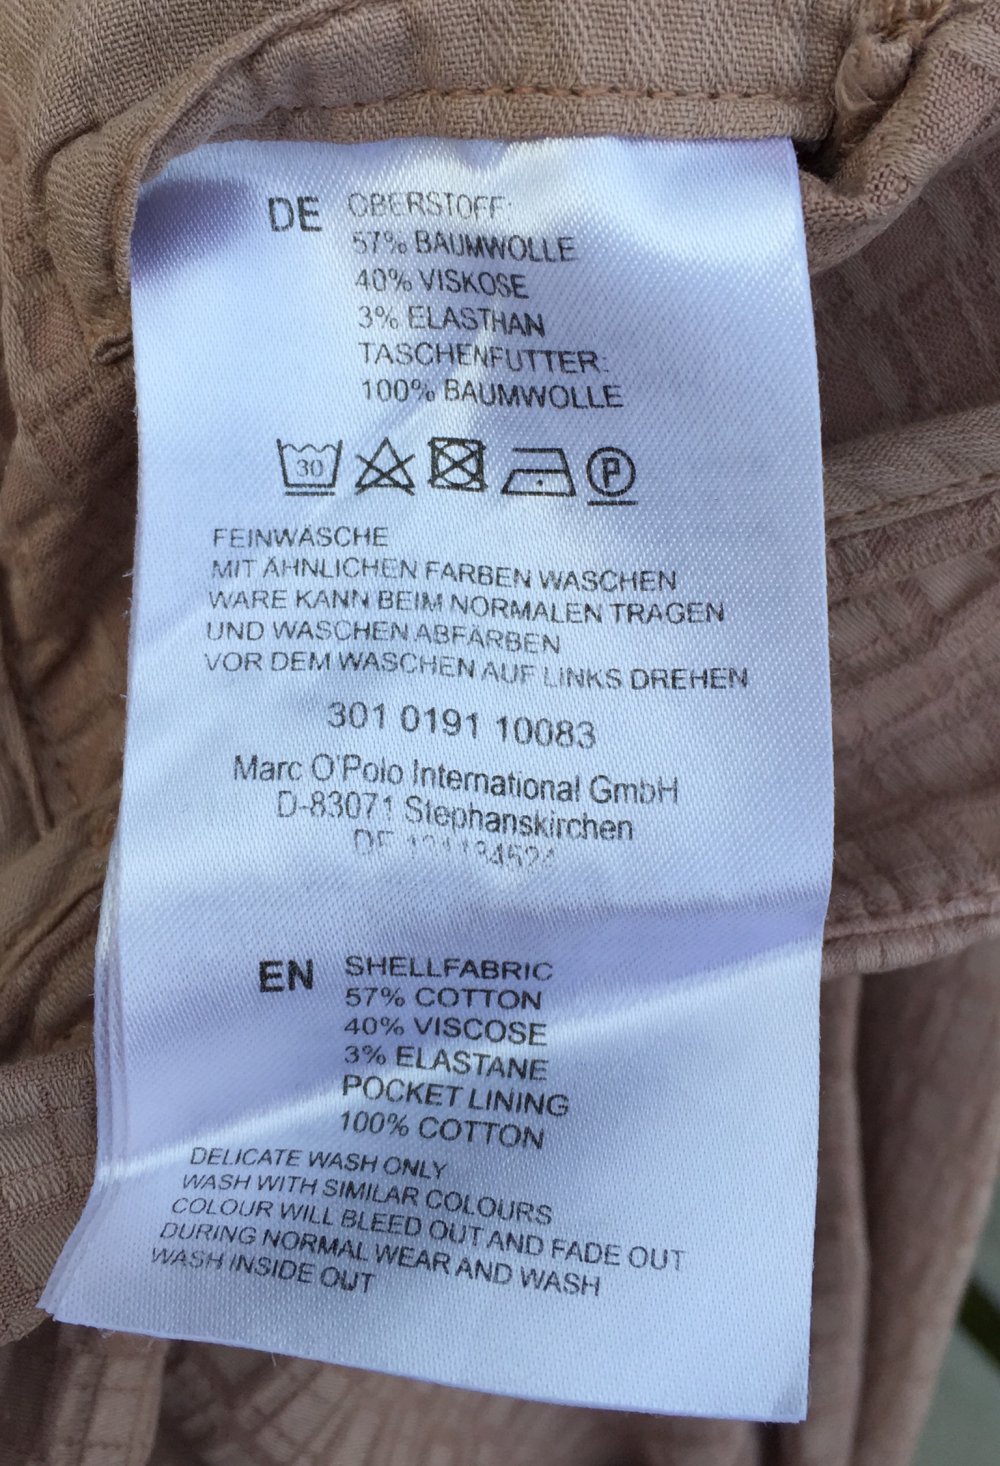 DE OBERSTOFF:
57% BAUMWOLLE
40% VISKOSE
3% ELASTHAN
TASCHENFUTTER:
100% BAUMWOLLE
30 P
FEINWÄSCHE
MIT ÄHNLICHEN FARBEN WASCHEN
WARE KANN BEIM NORMALEN TRAGEN
UND WASCHEN ABFÄRBEN
VOR DEM WASCHEN AUF LINKS DREHEN
301 0191 10083
Marc O'Polo International GmbH
D-83071 Stephanskirchen
DE
EN SHELLFABRIC
57% COTTON
40% VISCOSE
3% ELASTANE
POCKET LINING
100% COTTON
DELICATE WASH ONLY
WASH WITH SIMILAR COLOURS
COLOUR WILL BLEED OUT AND FADE OUT
DURING NORMAL WEAR AND WASH
WASH INSIDE OUT